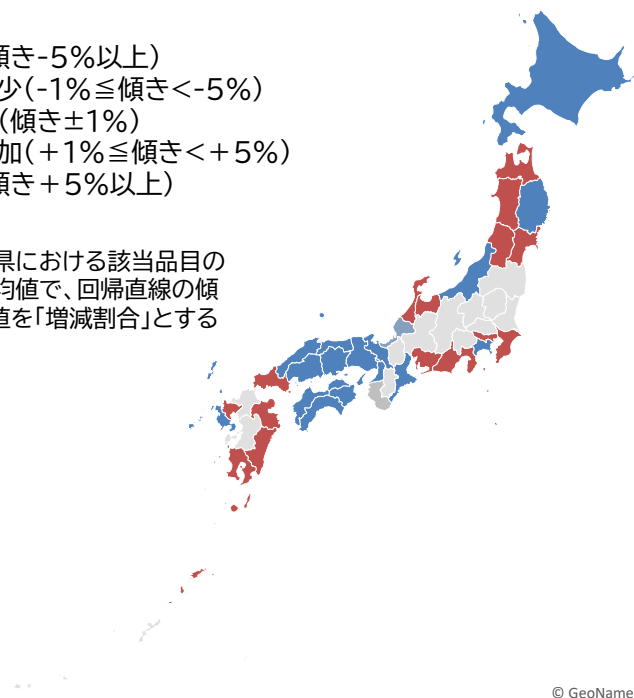 傾き-5%以上)
少(-1%≦傾き<-5%)
(傾き±1%)
加(+1%≦傾き<+5%)
傾き+5%以上)
県における該当品目の
均値で、回帰直線の傾
値を「増減割合」とする
© GeoName